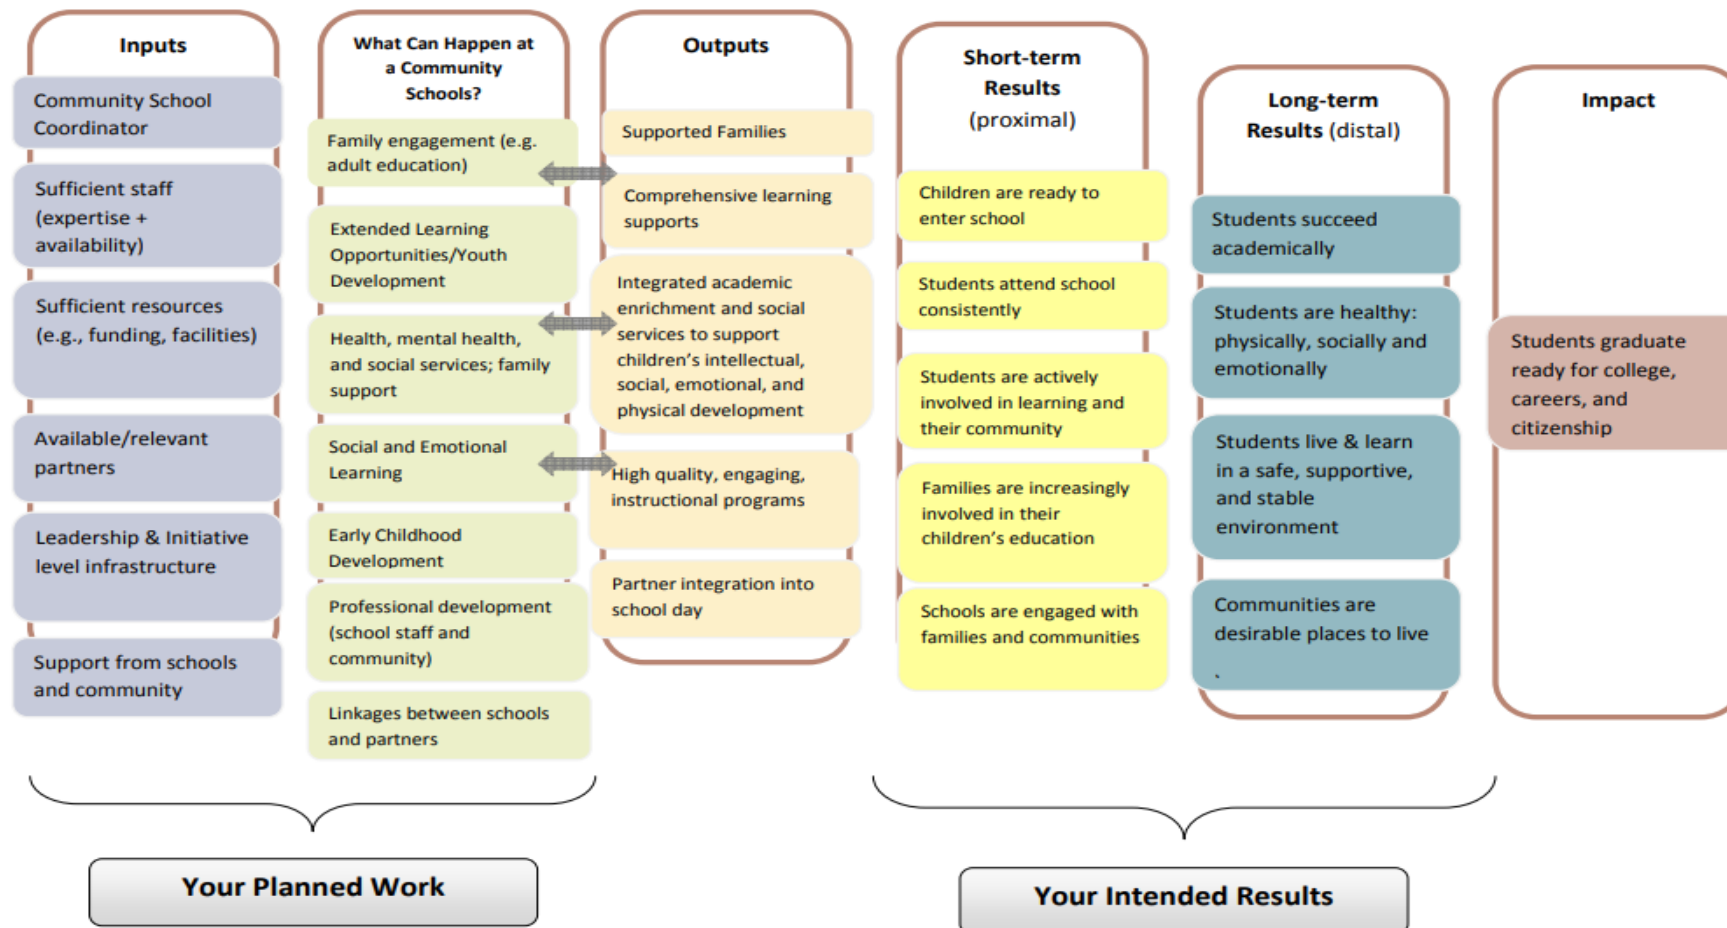 Inputs
Community School
Coordinator
Sufficient staff
(expertise +
availability)
Sufficient resources
(e.g., funding, facilities)
Available/relevant
partners
Leadership & Initiative
level infrastructure
Support from schools
and community
What Can Happen at
a Community
Schools?
Family engagement (e.g.
adult education)
Extended Learning
Opportunities/Youth
Development
Health, mental health,
and social services; family
support
Social and Emotional
Learning
Early Childhood
Development
Professional development
(school staff and
community)
Linkages between schools
and partners
Outputs
Supported Families
Comprehensive learning
supports
Integrated academic
enrichment and social
services to support
children’s intellectual,
social, emotional, and
physical development
High quality, engaging,
instructional programs
Partner integration into
school day
Short-term
Results
(proximal)
Children are ready to
enter school
Students attend school
consistently
Students are actively
involved in learning and
their community
Families are increasingly
involved in their
children’s education
Schools are engaged with
families and communities
Long-term
Results (distal)
Students succeed
academically
Students are healthy:
physically, socially and
emotionally
Students live & learn
in a safe, supportive,
and stable
environment
Communities are
desirable places to live
.
Impact
Students graduate
ready for college,
careers, and
citizenship
Your Planned Work
Your Intended Results